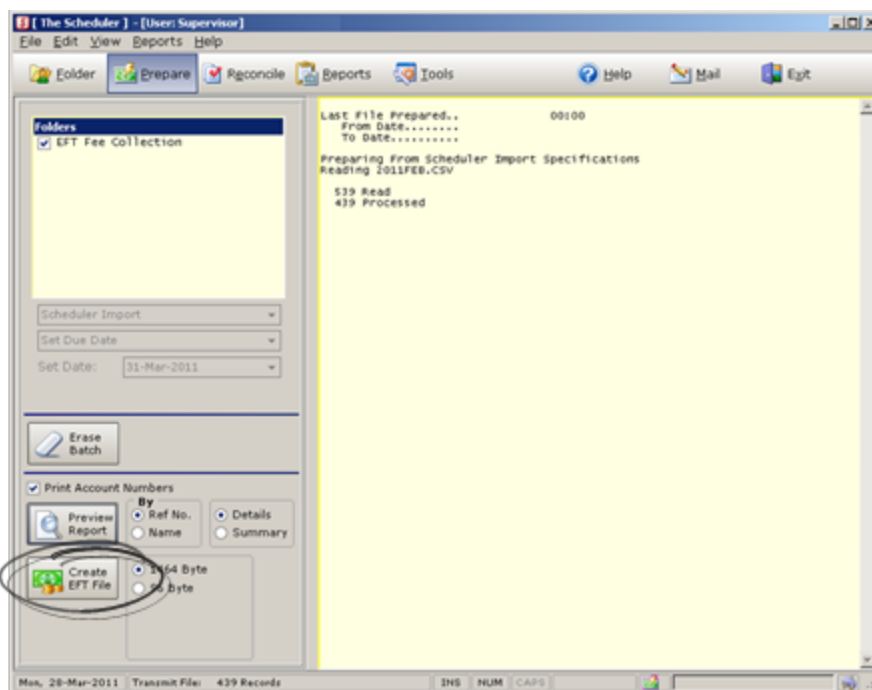 [ The Scheduler ] - [User: Supervisor]
File Edit View Reports Help
Folder Prepare Reconcile Reports Tools Help Mail Exit
Folders
EFT Fee Collection
Scheduler Import
Set Due Date
Set Date: 31-Mar-2011
Erase
Batch
Print Account Numbers
Preview
Report
By
Ref No.
Name
Details
Summary
Create
EFT File
1464 Byte
96 Byte
Last File Prepared.. 00:00
From Date........
To Date..........
Preparing From Scheduler Import Specifications
Reading 2011FEB.CSV
539 Read
439 Processed
Mon, 28-Mar-2011 Transmit File: 439 Records INS NUM CAPS